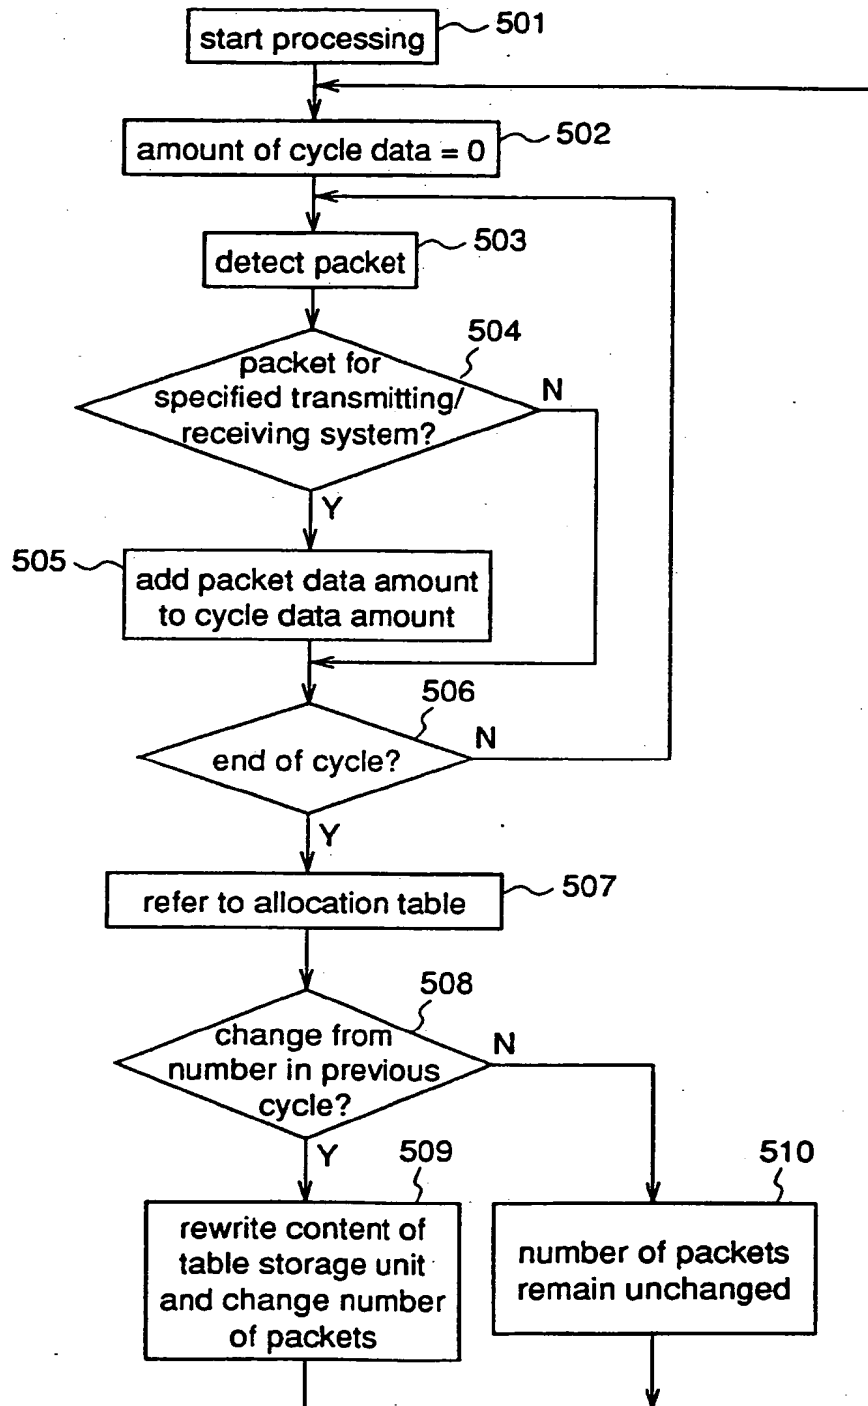 start processing
501
amount of cycle data = 0
502
detect packet
503
504
packet for
specified transmitting/
receiving system?
N
Y
505
add packet data amount
to cycle data amount
506
end of cycle?
N
Y
refer to allocation table
507
508
change from
number in previous
cycle?
N
Y
509
rewrite content of
table storage unit
and change number
of packets
510
number of packets
remain unchanged